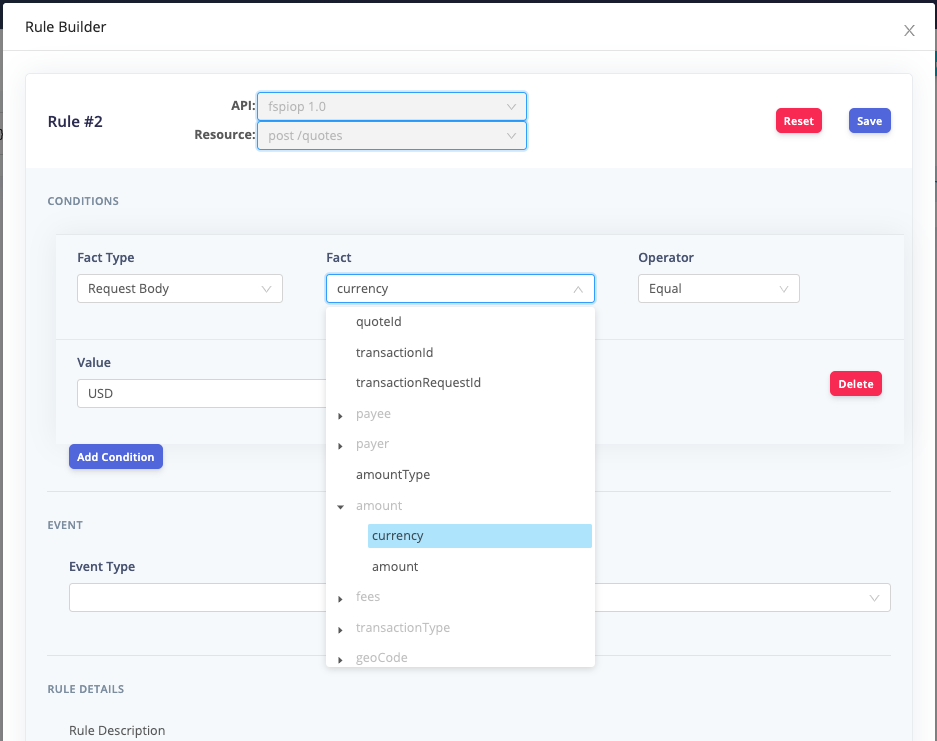 Rule Builder
API: fspiop 1.0
Rule #2
Resource: post /quotes
Reset
Save
CONDITIONS
Fact Type
Fact
Operator
Request Body
currency
Equal
quoteId
transactionId
transactionRequestId
payee
payer
amountType
amount
currency
amount
fees
transactionType
geoCode
Value
USD
Delete
Add Condition
EVENT
Event Type
RULE DETAILS
Rule Description